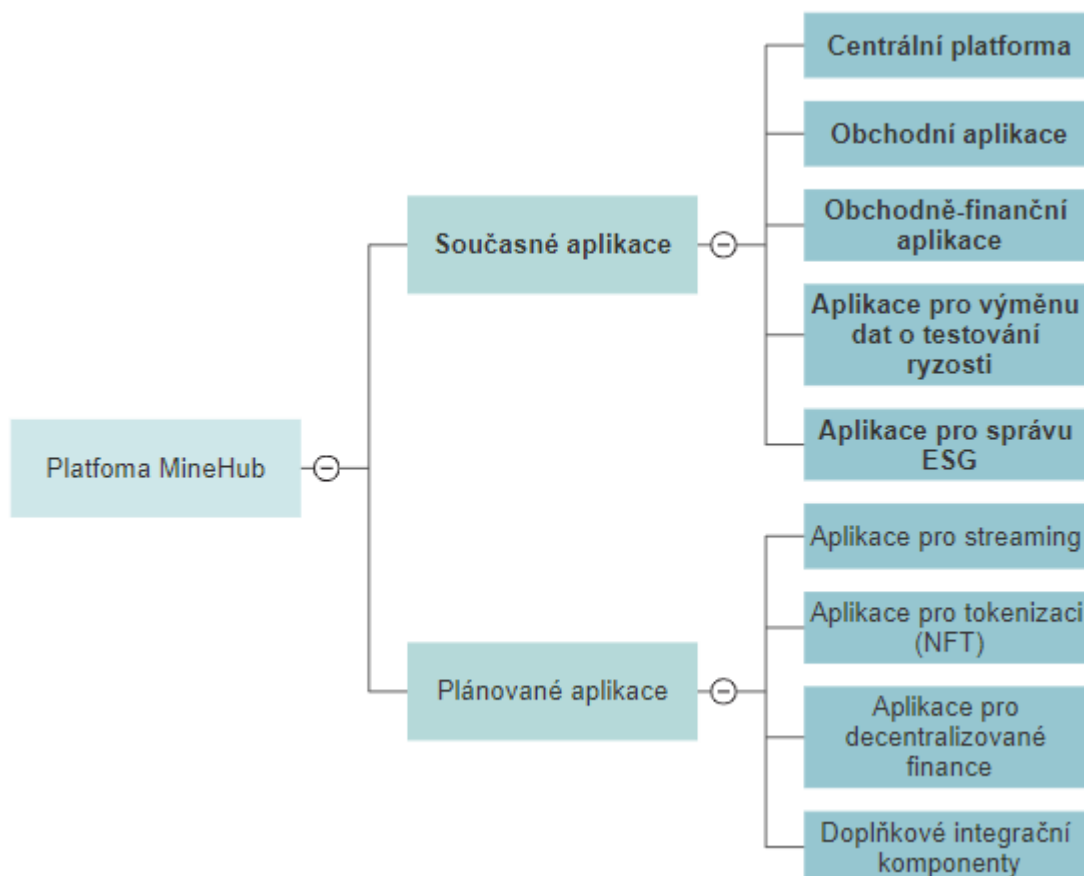 Centrální platforma
Obchodní aplikace
Obchodně-finanční
aplikace
Současné aplikace
Aplikace pro výměnu
dat o testování
ryzosti
Aplikace pro správu
ESG
Platfoma MineHub
Aplikace pro streaming
Aplikace pro tokenizaci
(NFT)
Plánované aplikace
Aplikace pro
decentralizované
finance
Doplňkové integrační
komponenty